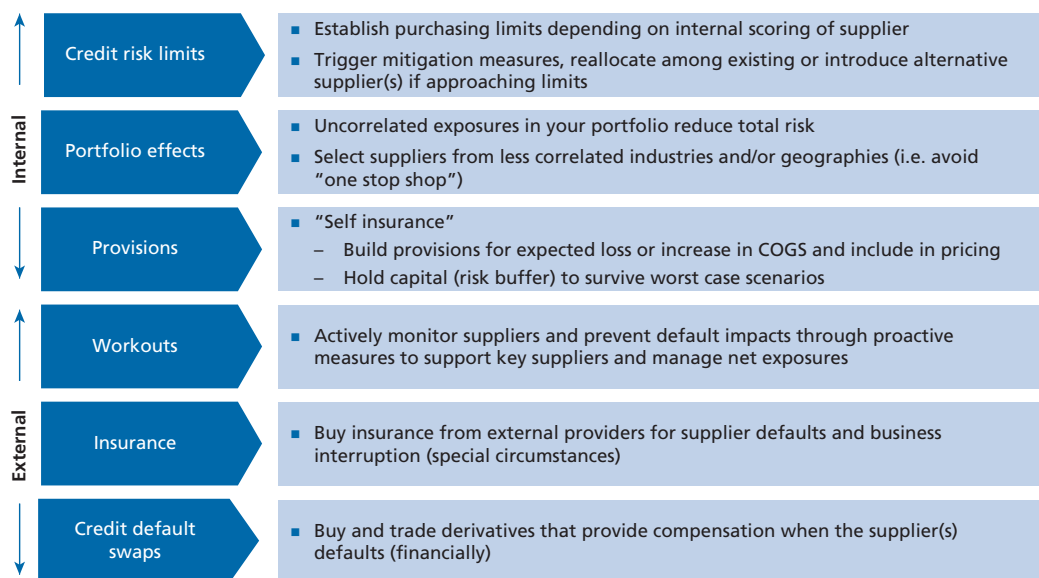 Internal
Credit risk limits
■ Establish purchasing limits depending on internal scoring of supplier
■ Trigger mitigation measures, reallocate among existing or introduce alternative
supplier(s) if approaching limits
Portfolio effects
■ Uncorrelated exposures in your portfolio reduce total risk
■ Select suppliers from less correlated industries and/or geographies (i.e. avoid
“one stop shop”)
Provisions
■ “Self insurance”
– Build provisions for expected loss or increase in COGS and include in pricing
– Hold capital (risk buffer) to survive worst case scenarios
External
Workouts
■ Actively monitor suppliers and prevent default impacts through proactive
measures to support key suppliers and manage net exposures
Insurance
■ Buy insurance from external providers for supplier defaults and business
interruption (special circumstances)
Credit default
swaps
■ Buy and trade derivatives that provide compensation when the supplier(s)
defaults (financially)